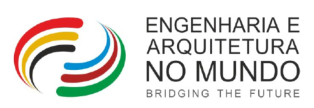 ENGENHARIA E
ARQUITETURA
NO MUNDO
BRIDGING THE FUTURE